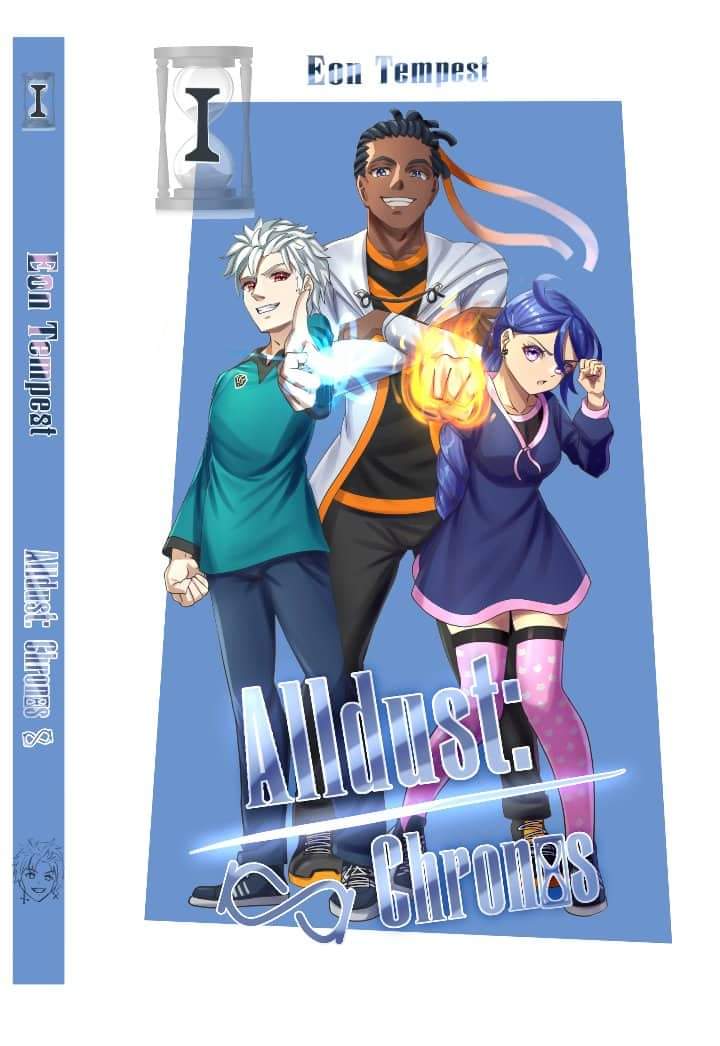 I
Eon Tempest
Alldust: Chronos
I
Eon Tempest
Alldust:
Chronos